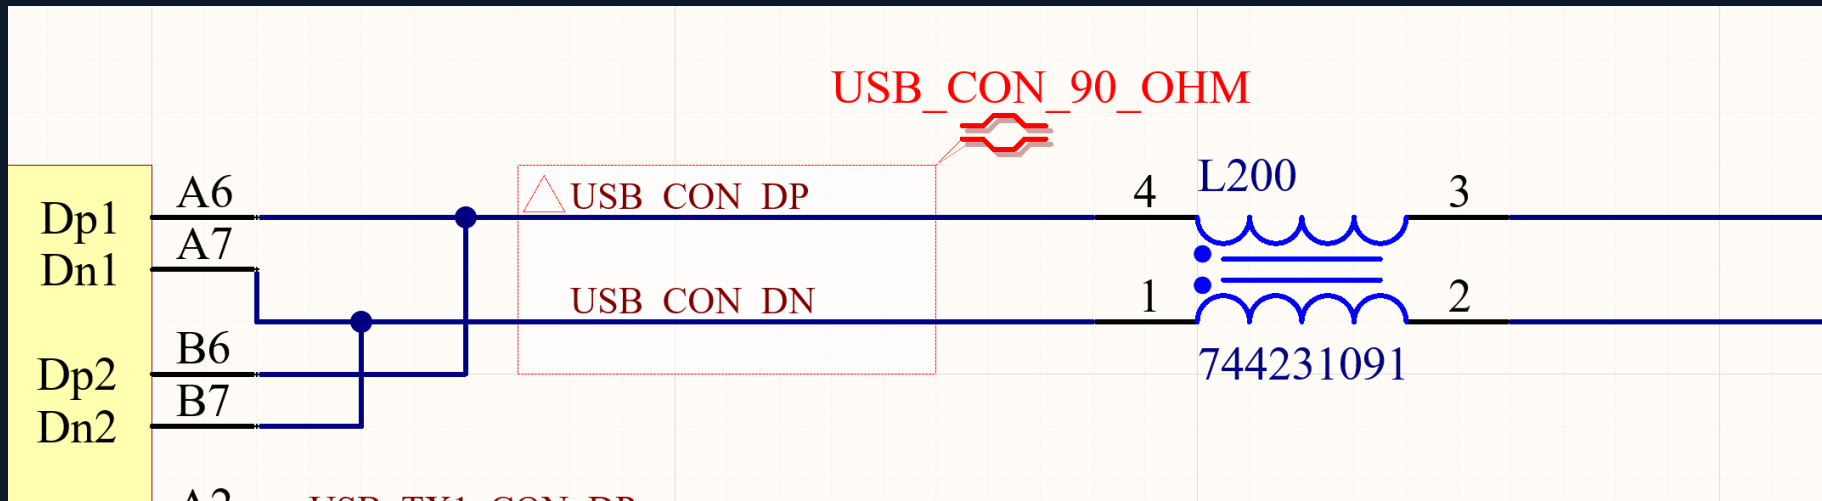 USB_CON_90_OHM
A6
Dp1
USB_CON_DP
4
L200
3
A7
Dn1
USB_CON_DN
1
2
B6
Dp2
744231091
B7
Dn2